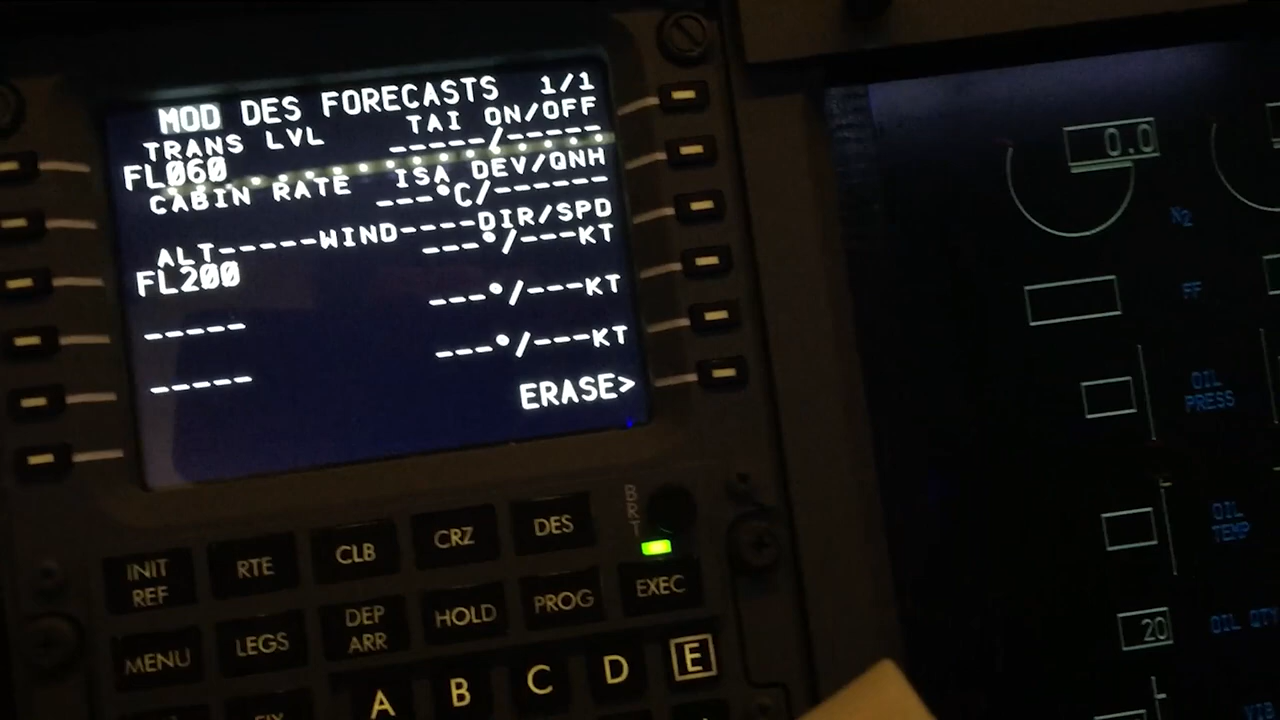 MOD DES FORECASTS 1/1
TRANS LVL TAI ON/OFF
FL060 -----/-----
CABIN RATE ISA DEV/QNH
---°C/------
ALT-----WIND----DIR/SPD
FL200 ---°/---KT
----- ---°/---KT
----- ---°/---KT
ERASE>
BRT
INIT REF RTE CLB CRZ DES
MENU LEGS DEP ARR HOLD PROG EXEC
A B C D E
0.0
N2
FF
OIL PRESS
OIL TEMP
20 OIL QTY